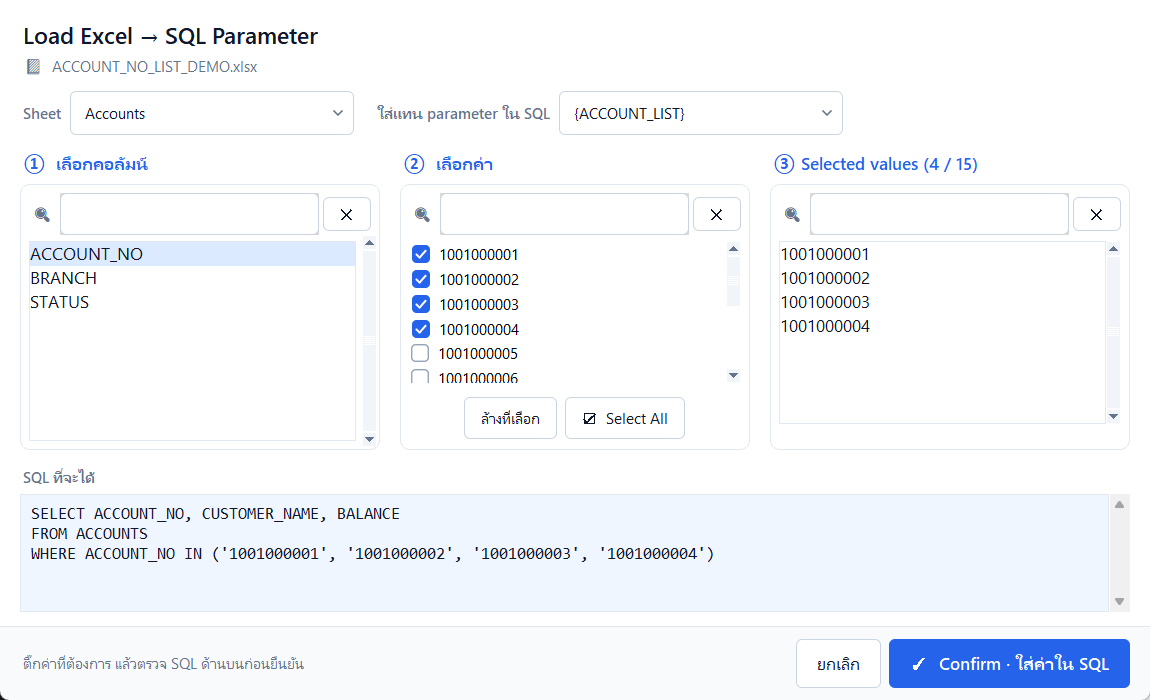 Load Excel → SQL Parameter
ACCOUNT_NO_LIST_DEMO.xlsx
Sheet Accounts ใส่แทน parameter ใน SQL {ACCOUNT_LIST}
① เลือกคอลัมน์
ACCOUNT_NO
BRANCH
STATUS
② เลือกค่า
1001000001
1001000002
1001000003
1001000004
1001000005
1001000006
ล้างที่เลือก Select All
③ Selected values (4 / 15)
1001000001
1001000002
1001000003
1001000004
SQL ที่จะได้
SELECT ACCOUNT_NO, CUSTOMER_NAME, BALANCE
FROM ACCOUNTS
WHERE ACCOUNT_NO IN ('1001000001', '1001000002', '1001000003', '1001000004')
ติ๊กค่าที่ต้องการ แล้วตรวจ SQL ด้านบนก่อนยืนยัน
ยกเลิก ✓ Confirm · ใส่ค่าใน SQL